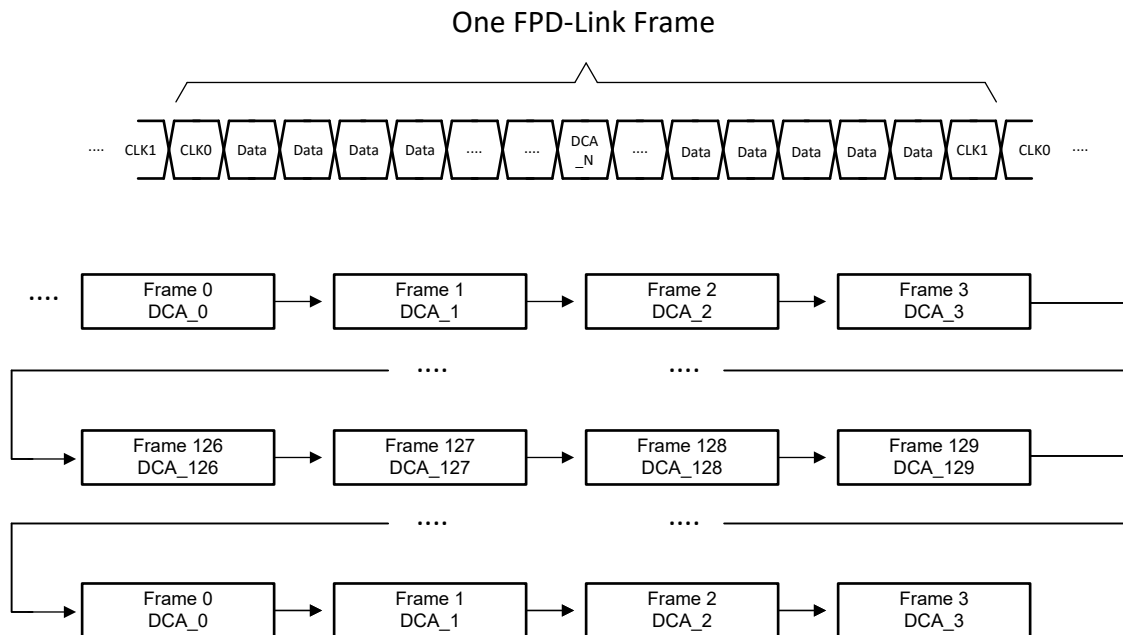 One FPD-Link Frame
.... CLK1 CLK0 Data Data Data Data .... .... DCA .... Data Data Data Data Data CLK1 CLK0 ....
_N
.... Frame 0 Frame 1 Frame 2 Frame 3
DCA_0 DCA_1 DCA_2 DCA_3
.... ....
Frame 126 Frame 127 Frame 128 Frame 129
DCA_126 DCA_127 DCA_128 DCA_129
.... ....
Frame 0 Frame 1 Frame 2 Frame 3
DCA_0 DCA_1 DCA_2 DCA_3